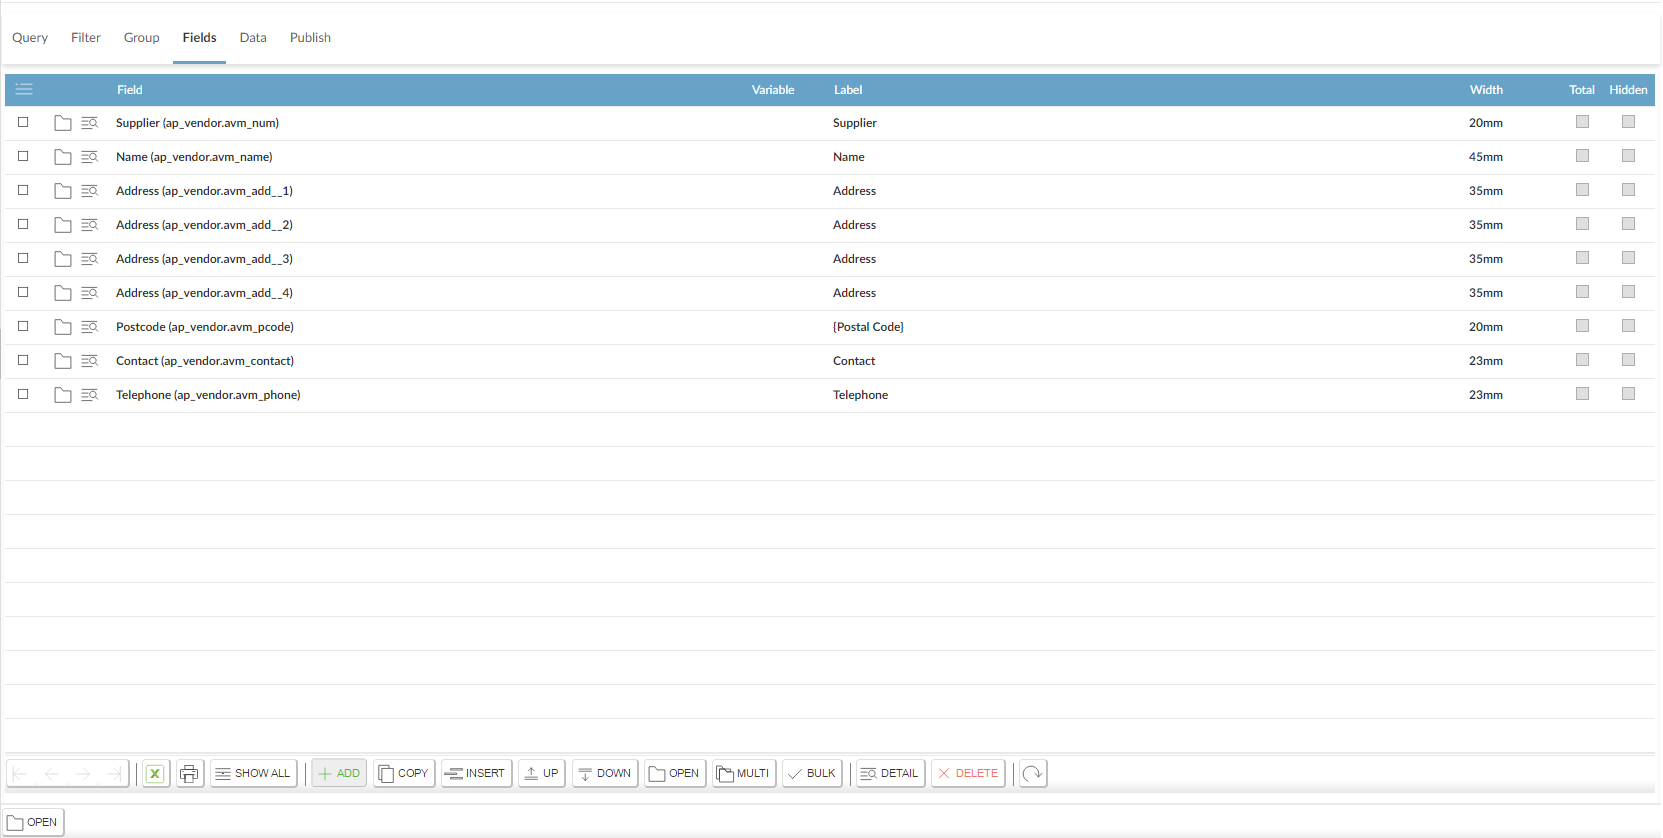 Query Filter Group Fields Data Publish
Field Variable Label Width Total Hidden
Supplier (ap_vendor.avm_num) Supplier 20mm
Name (ap_vendor.avm_name) Name 45mm
Address (ap_vendor.avm_add__1) Address 35mm
Address (ap_vendor.avm_add__2) Address 35mm
Address (ap_vendor.avm_add__3) Address 35mm
Address (ap_vendor.avm_add__4) Address 35mm
Postcode (ap_vendor.avm_pcode) {Postal Code} 20mm
Contact (ap_vendor.avm_contact) Contact 23mm
Telephone (ap_vendor.avm_phone) Telephone 23mm
X SHOW ALL ADD COPY INSERT UP DOWN OPEN MULTI BULK DETAIL DELETE
OPEN